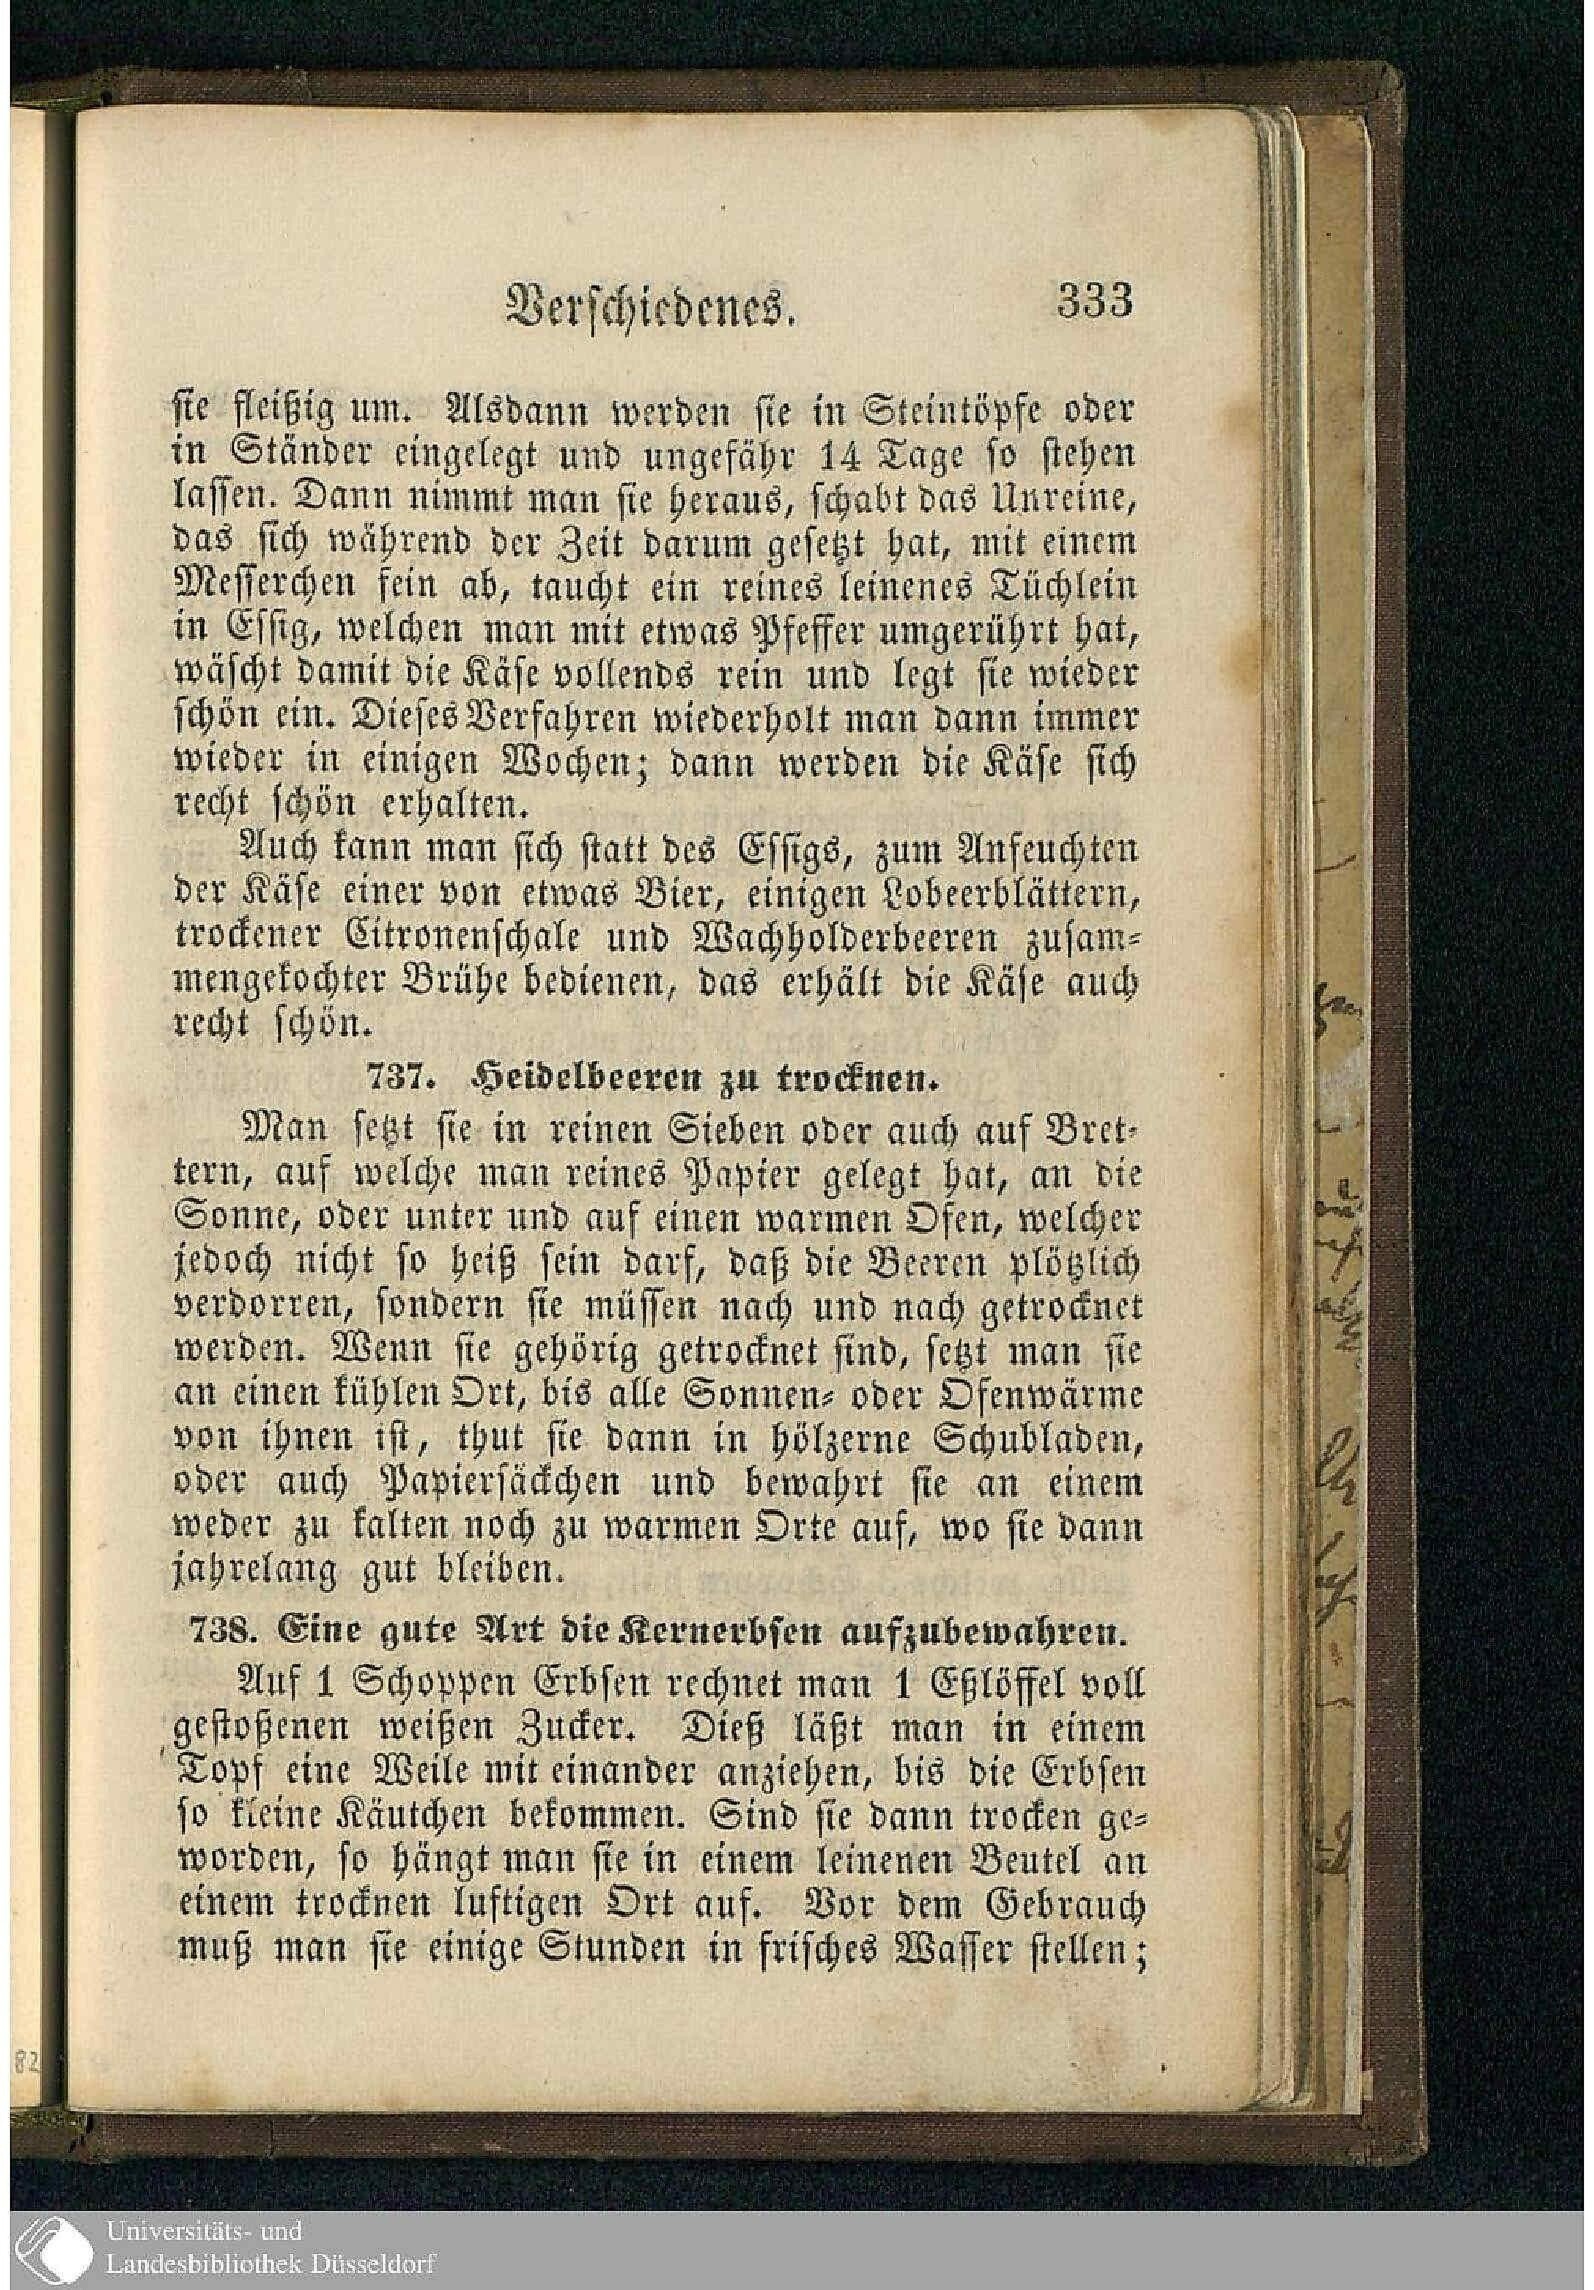 Verschiedenes. 333
sie fleißig um. Alsdann werden sie in Steintöpfe oder
in Ständer eingelegt und ungefähr 14 Tage so stehen
lassen. Dann nimmt man sie heraus, schabt das Unreine,
das sich während der Zeit darum gesetzt hat, mit einem
Messerchen fein ab, taucht ein reines leinenes Tüchlein
in Essig, welchen man mit etwas Pfeffer umgerührt hat,
wäscht damit die Käse vollends rein und legt sie wieder
schön ein. Dieses Verfahren wiederholt man dann immer
wieder in einigen Wochen; dann werden die Käse sich
recht schön erhalten.
Auch kann man sich statt des Essigs, zum Anfeuchten
der Käse einer von etwas Bier, einigen Lobeerblättern,
trockener Citronenschale und Wachholderbeeren zusam-
mengekochter Brühe bedienen, das erhält die Käse auch
recht schön.
737. Heidelbeeren zu trocknen.
Man setzt sie in reinen Sieben oder auch auf Bret-
tern, auf welche man reines Papier gelegt hat, an die
Sonne, oder unter und auf einen warmen Ofen, welcher
jedoch nicht so heiß sein darf, daß die Beeren plötzlich
verdorren, sondern sie müssen nach und nach getrocknet
werden. Wenn sie gehörig getrocknet sind, setzt man sie
an einen kühlen Ort, bis alle Sonnen- oder Ofenwärme
von ihnen ist, thut sie dann in hölzerne Schubladen,
oder auch Papiersäckchen und bewahrt sie an einem
weder zu kalten noch zu warmen Orte auf, wo sie dann
jahrelang gut bleiben.
738. Eine gute Art die Kernerbsen aufzubewahren.
Auf 1 Schoppen Erbsen rechnet man 1 Eßlöffel voll
gestoßenen weißen Zucker. Dieß läßt man in einem
Topf eine Weile mit einander anziehen, bis die Erbsen
so kleine Käutchen bekommen. Sind sie dann trocken ge-
worden, so hängt man sie in einem leinenen Beutel an
einem trocknen luftigen Ort auf. Vor dem Gebrauch
muß man sie einige Stunden in frisches Wasser stellen;
82
Universitäts- und
Landesbibliothek Düsseldorf